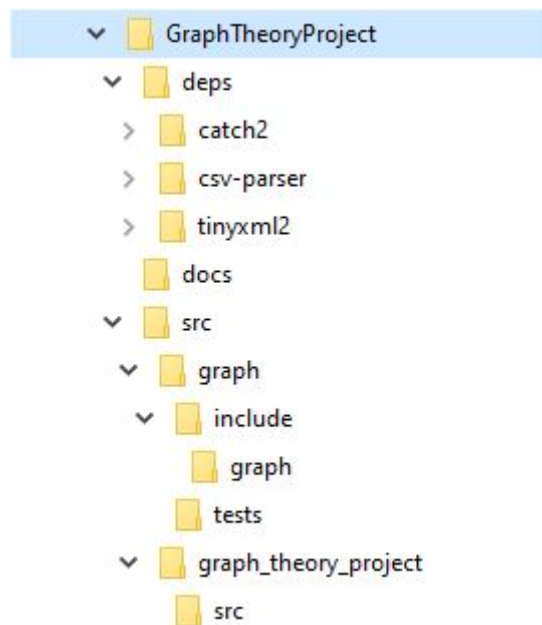 GraphTheoryProject
deps
catch2
csv-parser
tinyxml2
docs
src
graph
include
graph
tests
graph_theory_project
src